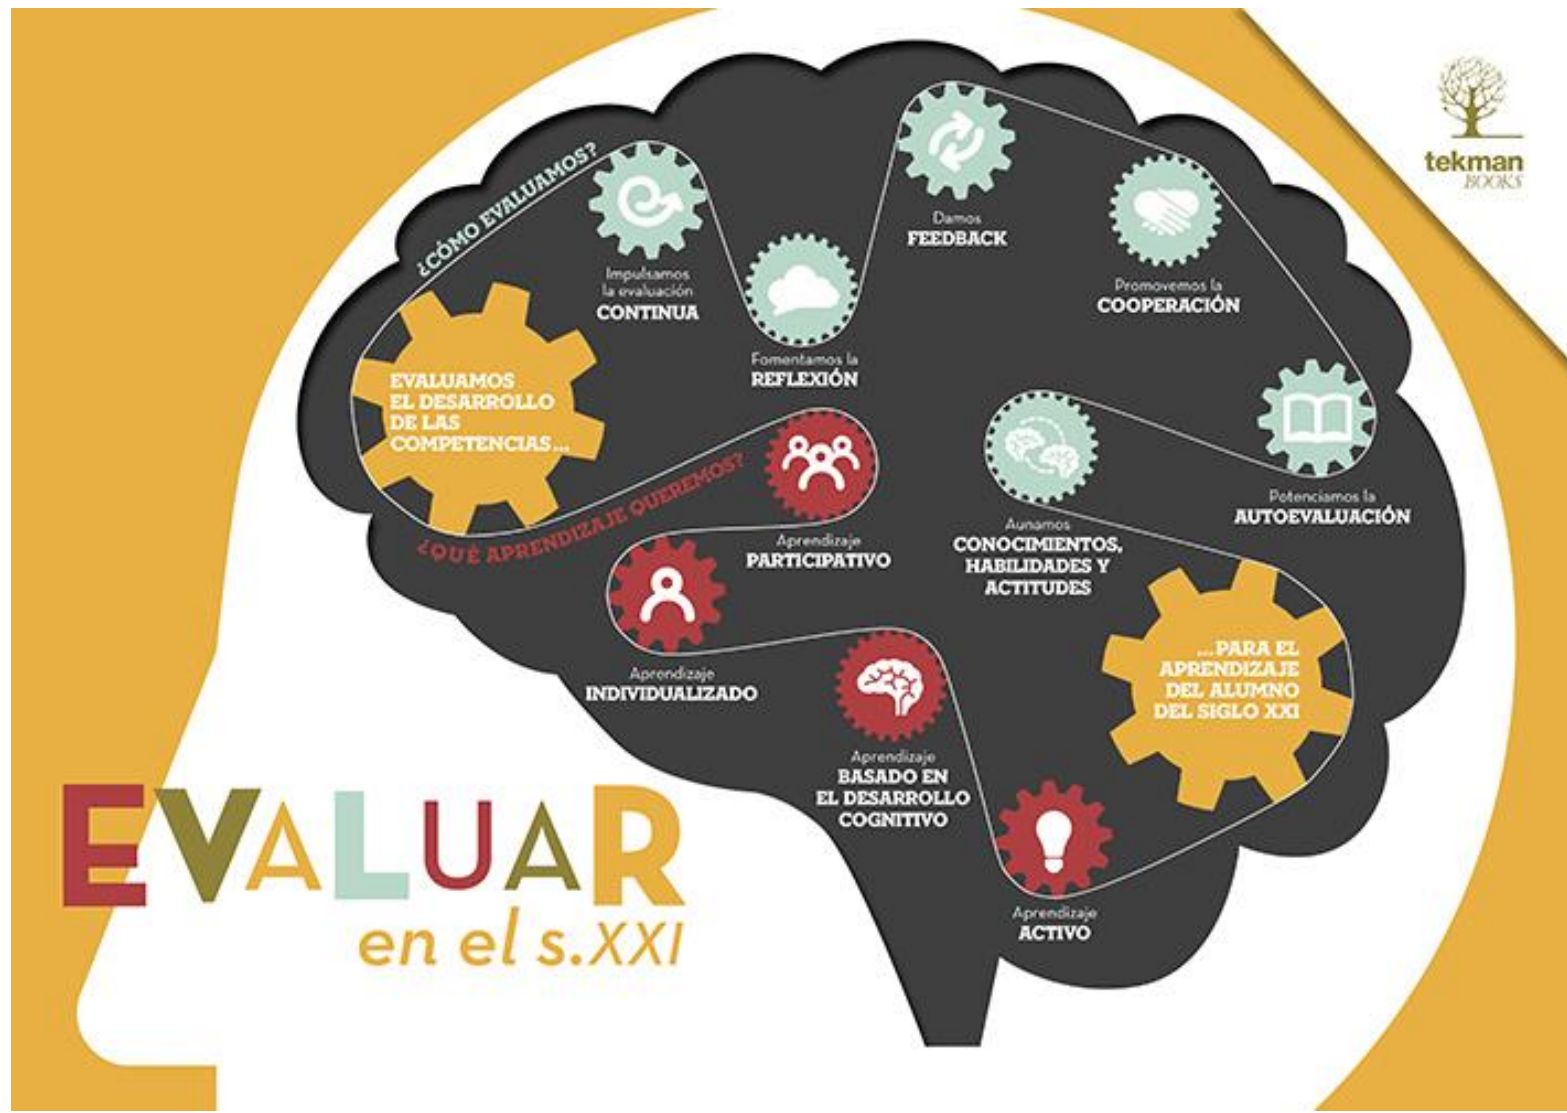 tekman
BOOKS
¿CÓMO EVALUAMOS?
Impulsamos
la evaluación
CONTINUA
Fomentamos la
REFLEXIÓN
Damos
FEEDBACK
Promovemos la
COOPERACIÓN
Potenciamos la
AUTOEVALUACIÓN
Aunamos
CONOCIMIENTOS,
HABILIDADES Y
ACTITUDES
EVALUAMOS
EL DESARROLLO
DE LAS
COMPETENCIAS...
¿QUÉ APRENDIZAJE QUEREMOS?
Aprendizaje
PARTICIPATIVO
Aprendizaje
INDIVIDUALIZADO
Aprendizaje
BASADO EN
EL DESARROLLO
COGNITIVO
Aprendizaje
ACTIVO
...PARA EL
APRENDIZAJE
DEL ALUMNO
DEL SIGLO XXI
EVALUAR
en el s.XXI